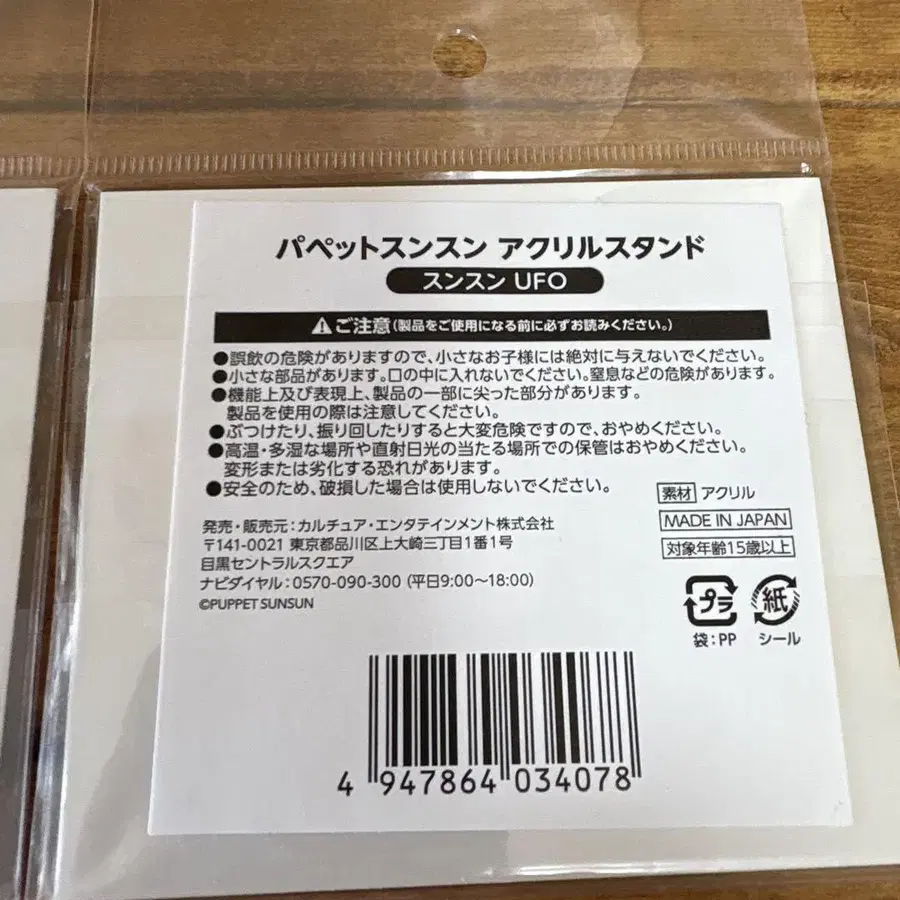 パペットスンスン アクリルスタンド
スンスン UFO
ご注意(製品をご使用になる前に必ずお読みください。)
●誤飲の危険がありますので、小さなお子様には絶対に与えないでください。
●小さな部品があります。口の中に入れないでください。窒息などの危険があります。
●機能上及び表現上、製品の一部に尖った部分があります。
製品を使用の際は注意してください。
●ぶつけたり、振り回したりすると大変危険ですので、おやめください。
●高温・多湿な場所や直射日光の当たる場所での保管はおやめください。
変形または劣化する恐れがあります。
●安全のため、破損した場合は使用しないでください。
素材 アクリル
MADE IN JAPAN
対象年齢15歳以上
発売・販売元:カルチュア・エンタテインメント株式会社
〒141-0021 東京都品川区上大崎三丁目1番1号
目黒セントラルスクエア
ナビダイヤル:0570-090-300 (平日9:00〜18:00)
©PUPPET SUNSUN
プラ 紙
袋:PP シール
4 947864 034078